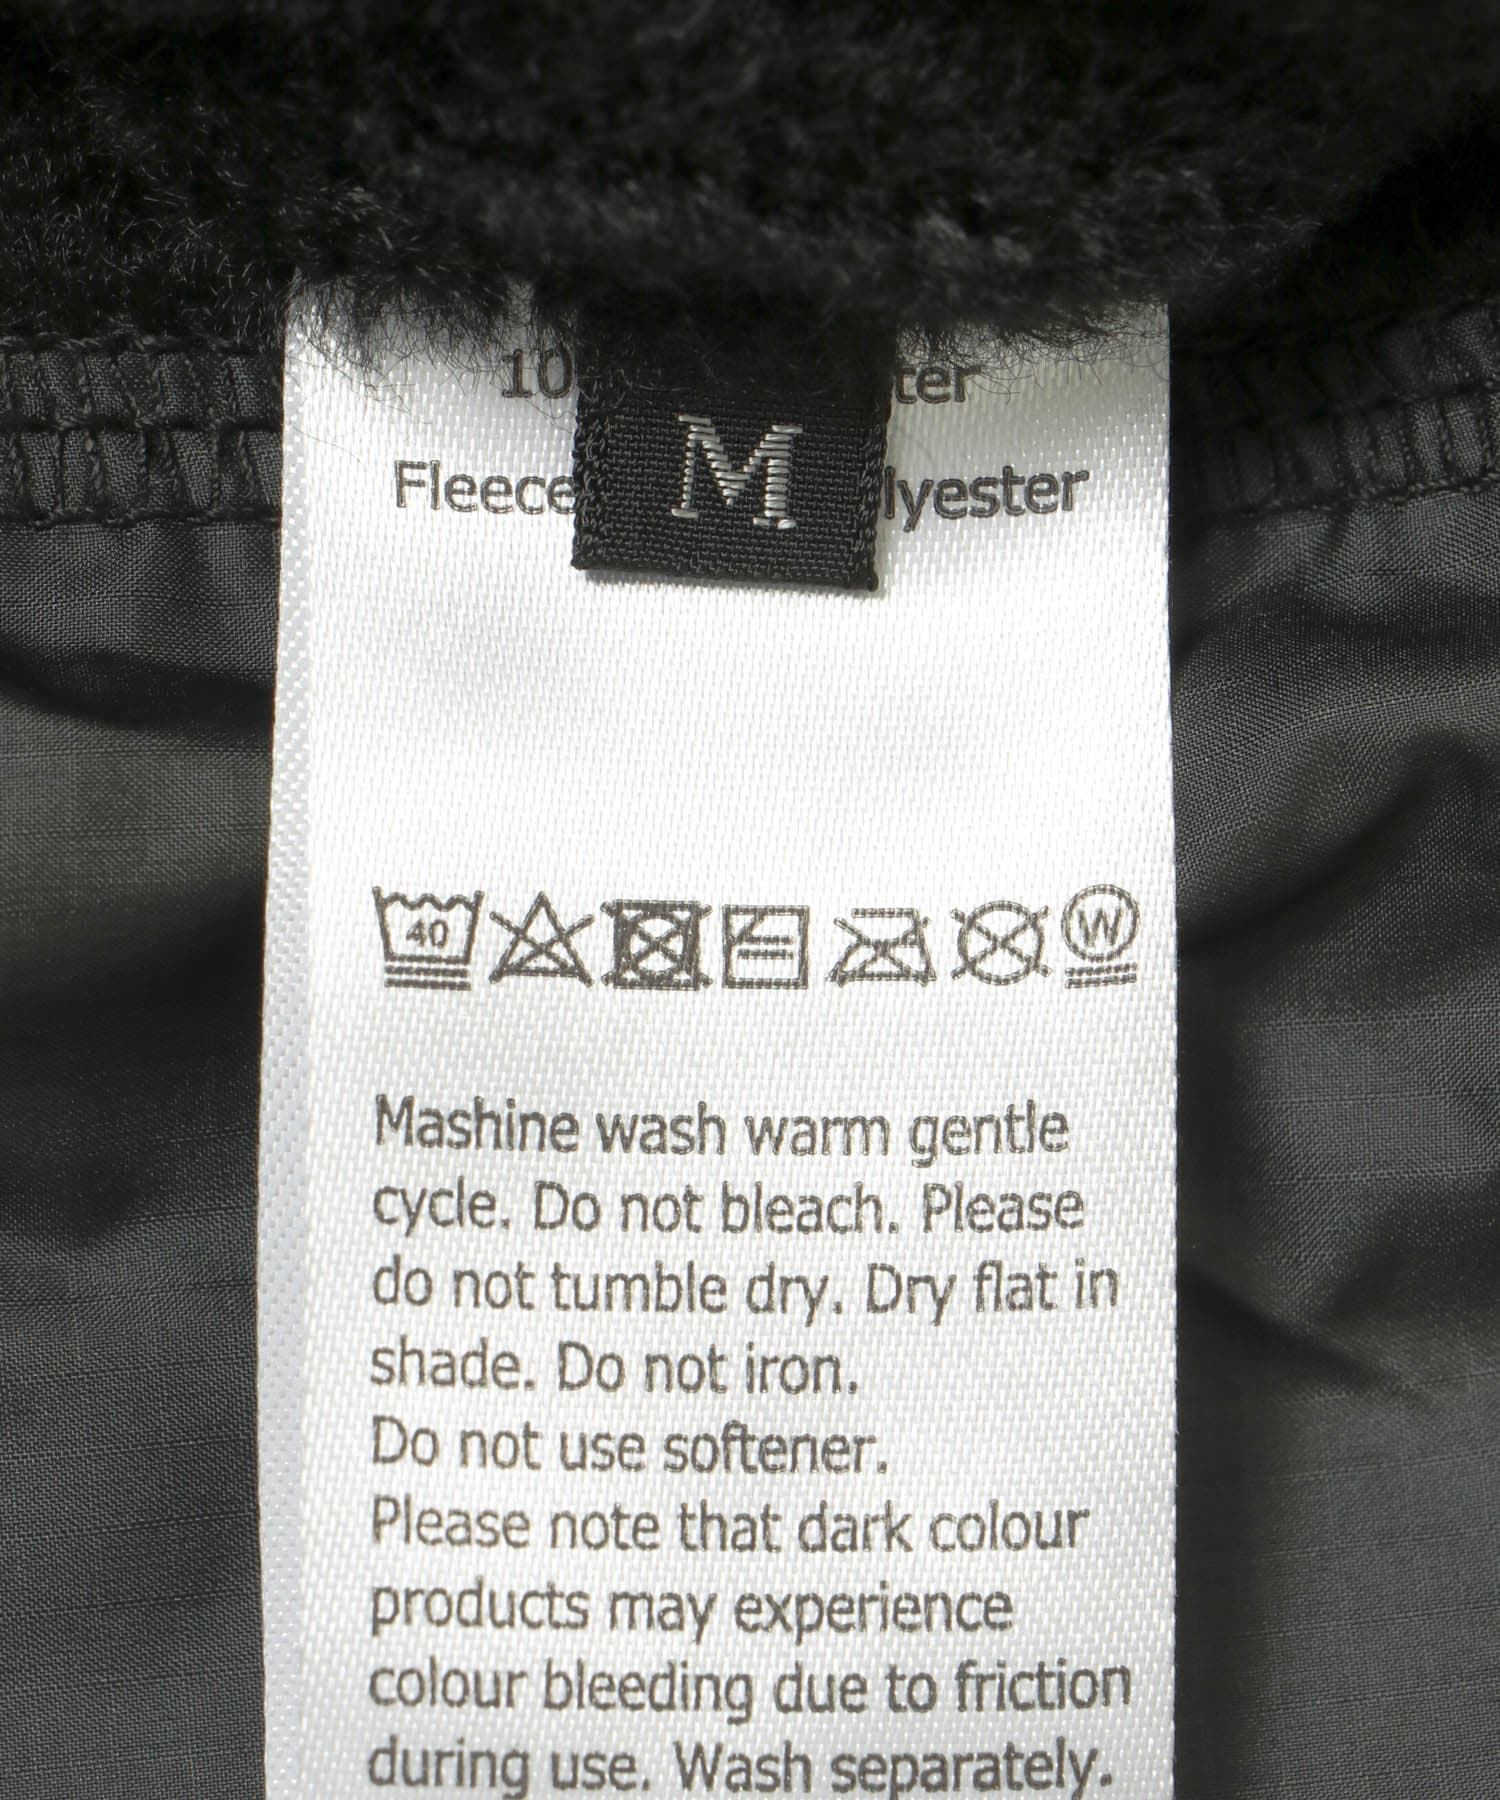 M
Fleece
40
W
Mashine wash warm gentle
cycle. Do not bleach. Please
do not tumble dry. Dry flat in
shade. Do not iron.
Do not use softener.
Please note that dark colour
products may experience
colour bleeding due to friction
during use. Wash separately.